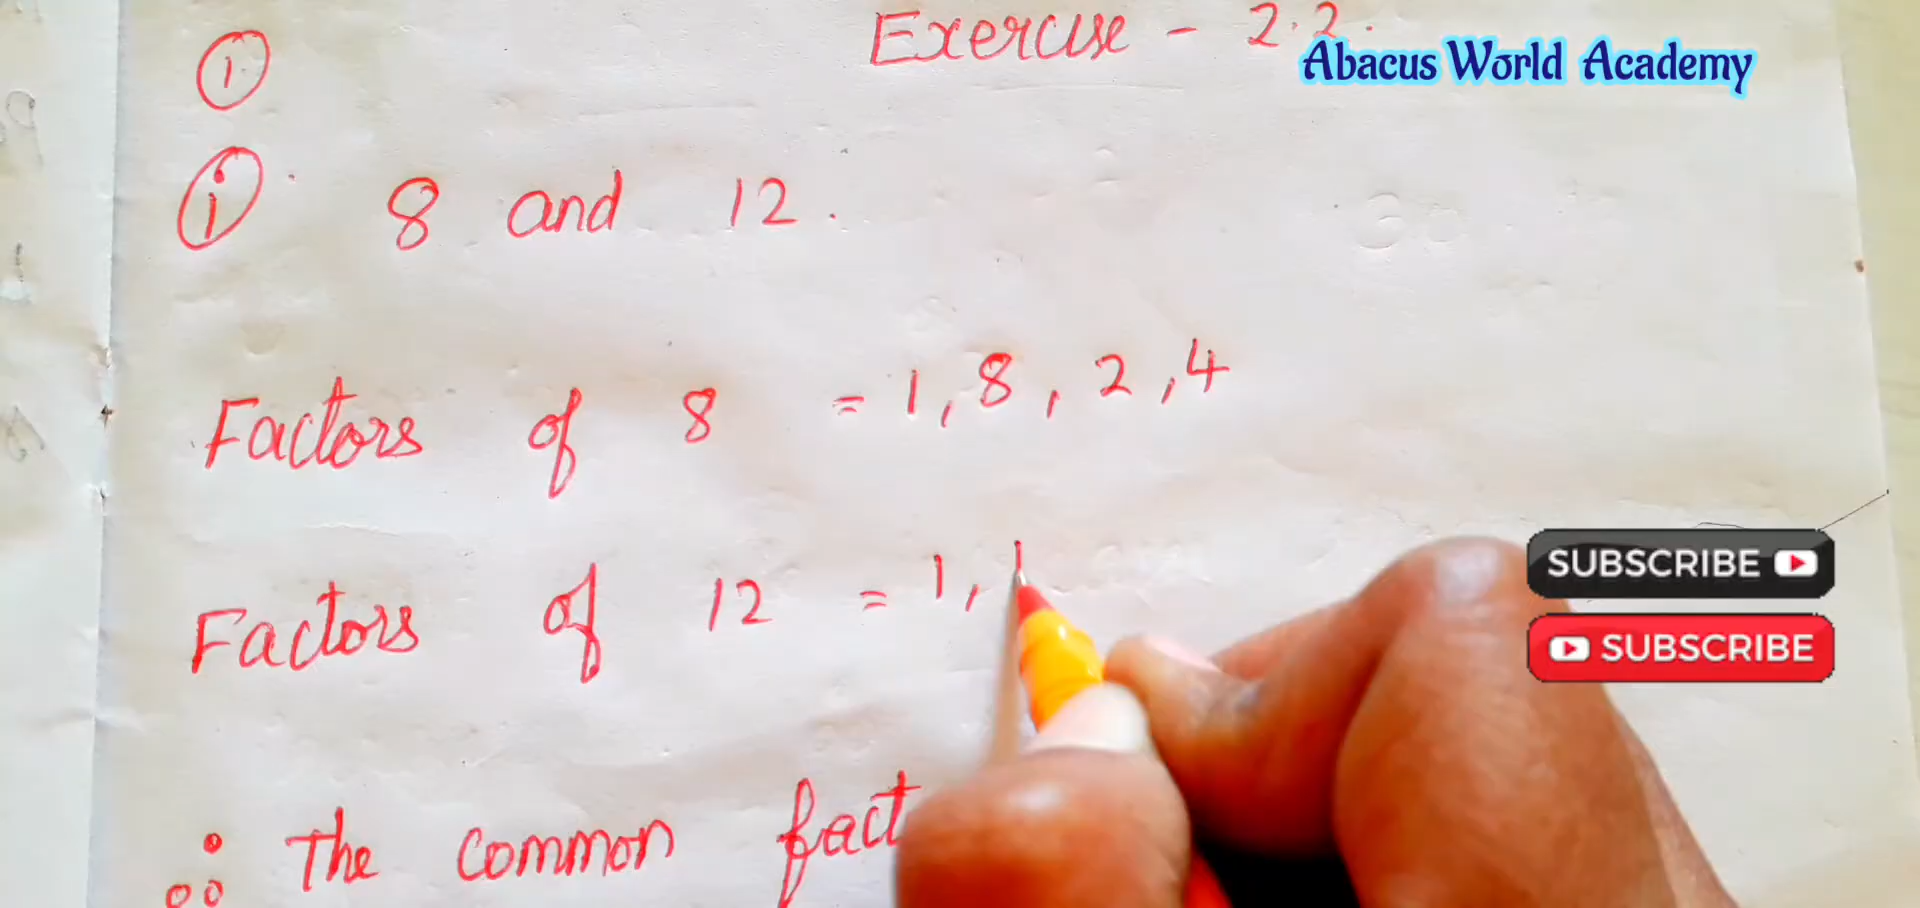 Exercise - 2.2.
Abacus World Academy
1
i 8 and 12.
Factors of 8 = 1, 8, 2, 4
Factors of 12 = 1, 1
SUBSCRIBE
SUBSCRIBE
∴ The common fact